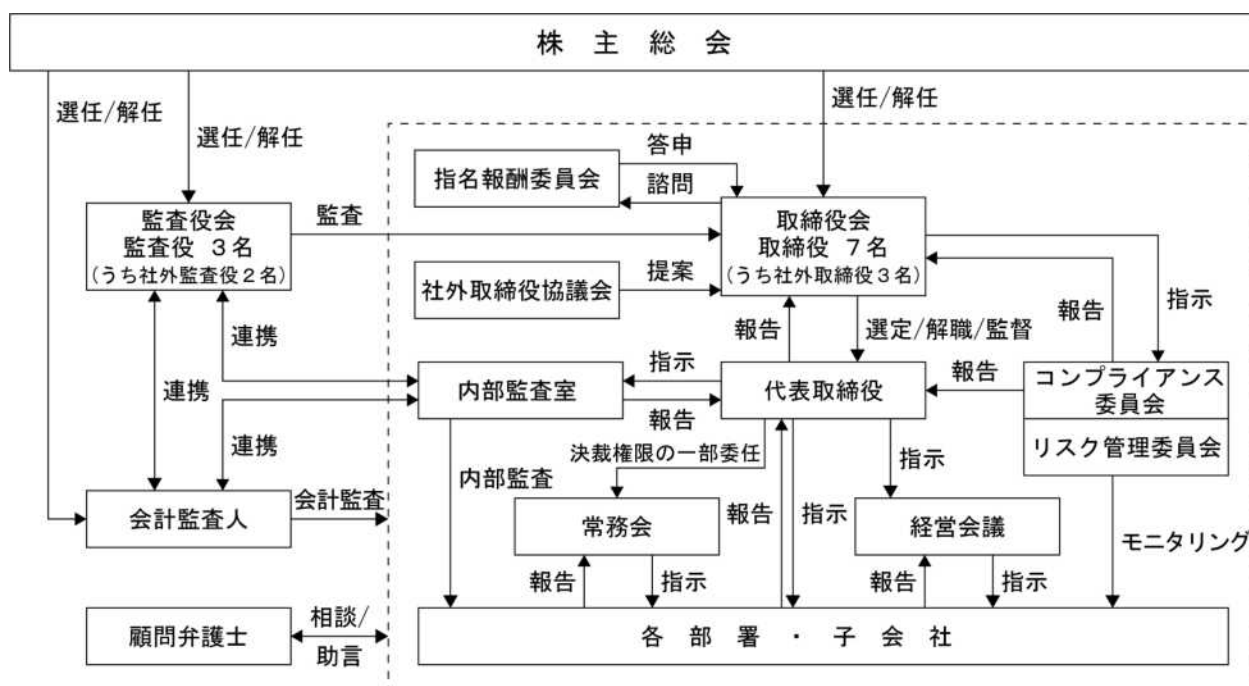 株 主 総 会
選任/解任
選任/解任
選任/解任
指名報酬委員会
答申
諮問
監査役会
監査役 3名
(うち社外監査役2名)
監査
取締役会
取締役 7名
(うち社外取締役3名)
社外取締役協議会
提案
報告
選定/解職/監督
報告
指示
連携
連携
連携
内部監査室
指示
報告
代表取締役
報告
コンプライアンス
委員会
リスク管理委員会
決裁権限の一部委任
内部監査
指示
会計監査人
会計監査
常務会
報告
指示
経営会議
モニタリング
報告
指示
報告
指示
顧問弁護士
相談/
助言
各 部 署 ・ 子 会 社